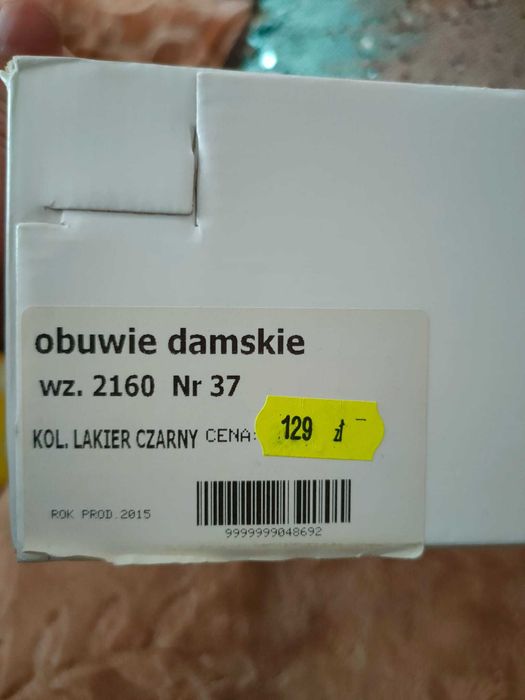 obuwie damskie
wz. 2160 Nr 37
KOL. LAKIER CZARNY CENA: 129 zł
ROK PROD.2015
9999999048692